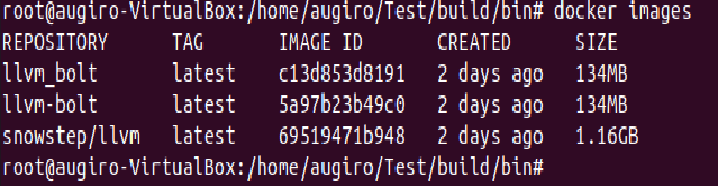 root@augiro-VirtualBox:/home/augiro/Test/build/bin# docker images
REPOSITORY TAG IMAGE ID CREATED SIZE
llvm_bolt latest c13d853d8191 2 days ago 134MB
llvm-bolt latest 5a97b23b49c0 2 days ago 134MB
snowstep/llvm latest 69519471b948 2 days ago 1.16GB
root@augiro-VirtualBox:/home/augiro/Test/build/bin#